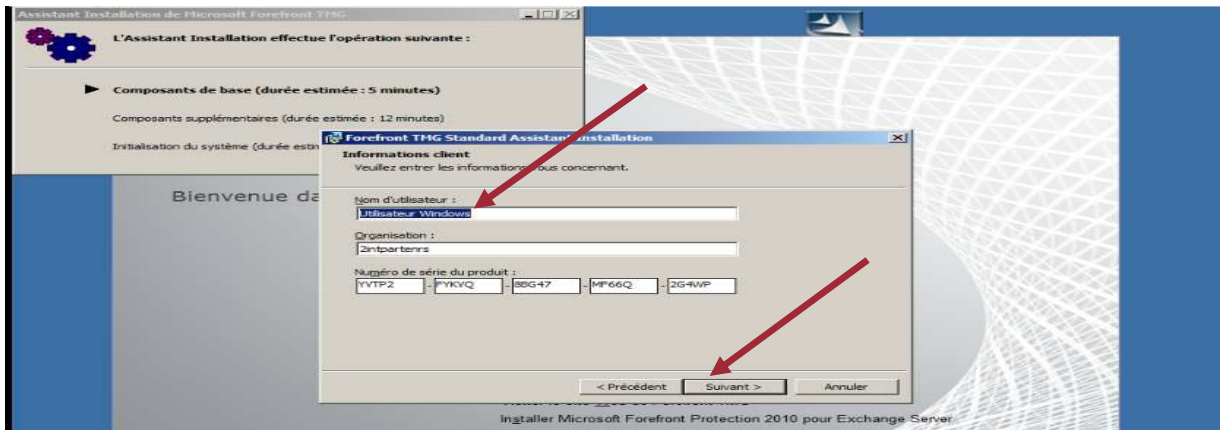 Assistant Installation de Microsoft Forefront TMG
L'Assistant Installation effectue l'opération suivante :
Composants de base (durée estimée : 5 minutes)
Composants supplémentaires (durée estimée : 12 minutes)
Initialisation du système (durée estim
Forefront TMG Standard Assistant Installation
Informations client
Veuillez entrer les informations vous concernant.
Bienvenue da
Nom d'utilisateur :
Utilisateur Windows
Organisation :
2intpartenrs
Numéro de série du produit :
YVTP2 - FYKVQ - 8BG47 - MF66Q - 2G4WP
< Précédent Suivant > Annuler
Installer Microsoft Forefront Protection 2010 pour Exchange Server